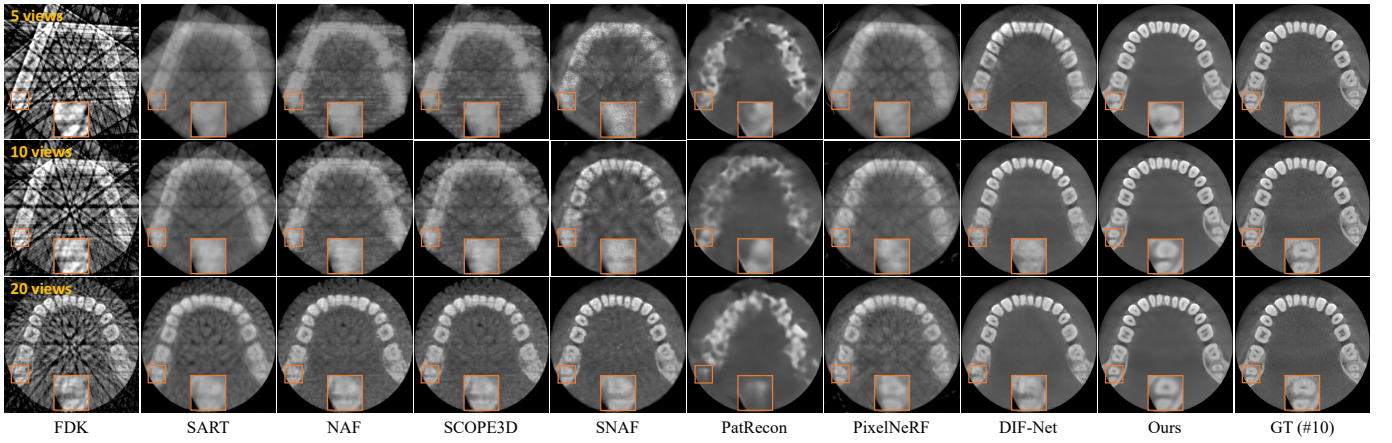 5 views
10 views
20 views
FDK SART NAF SCOPE3D SNAF PatRecon PixelNeRF DIF-Net Ours GT (#10)